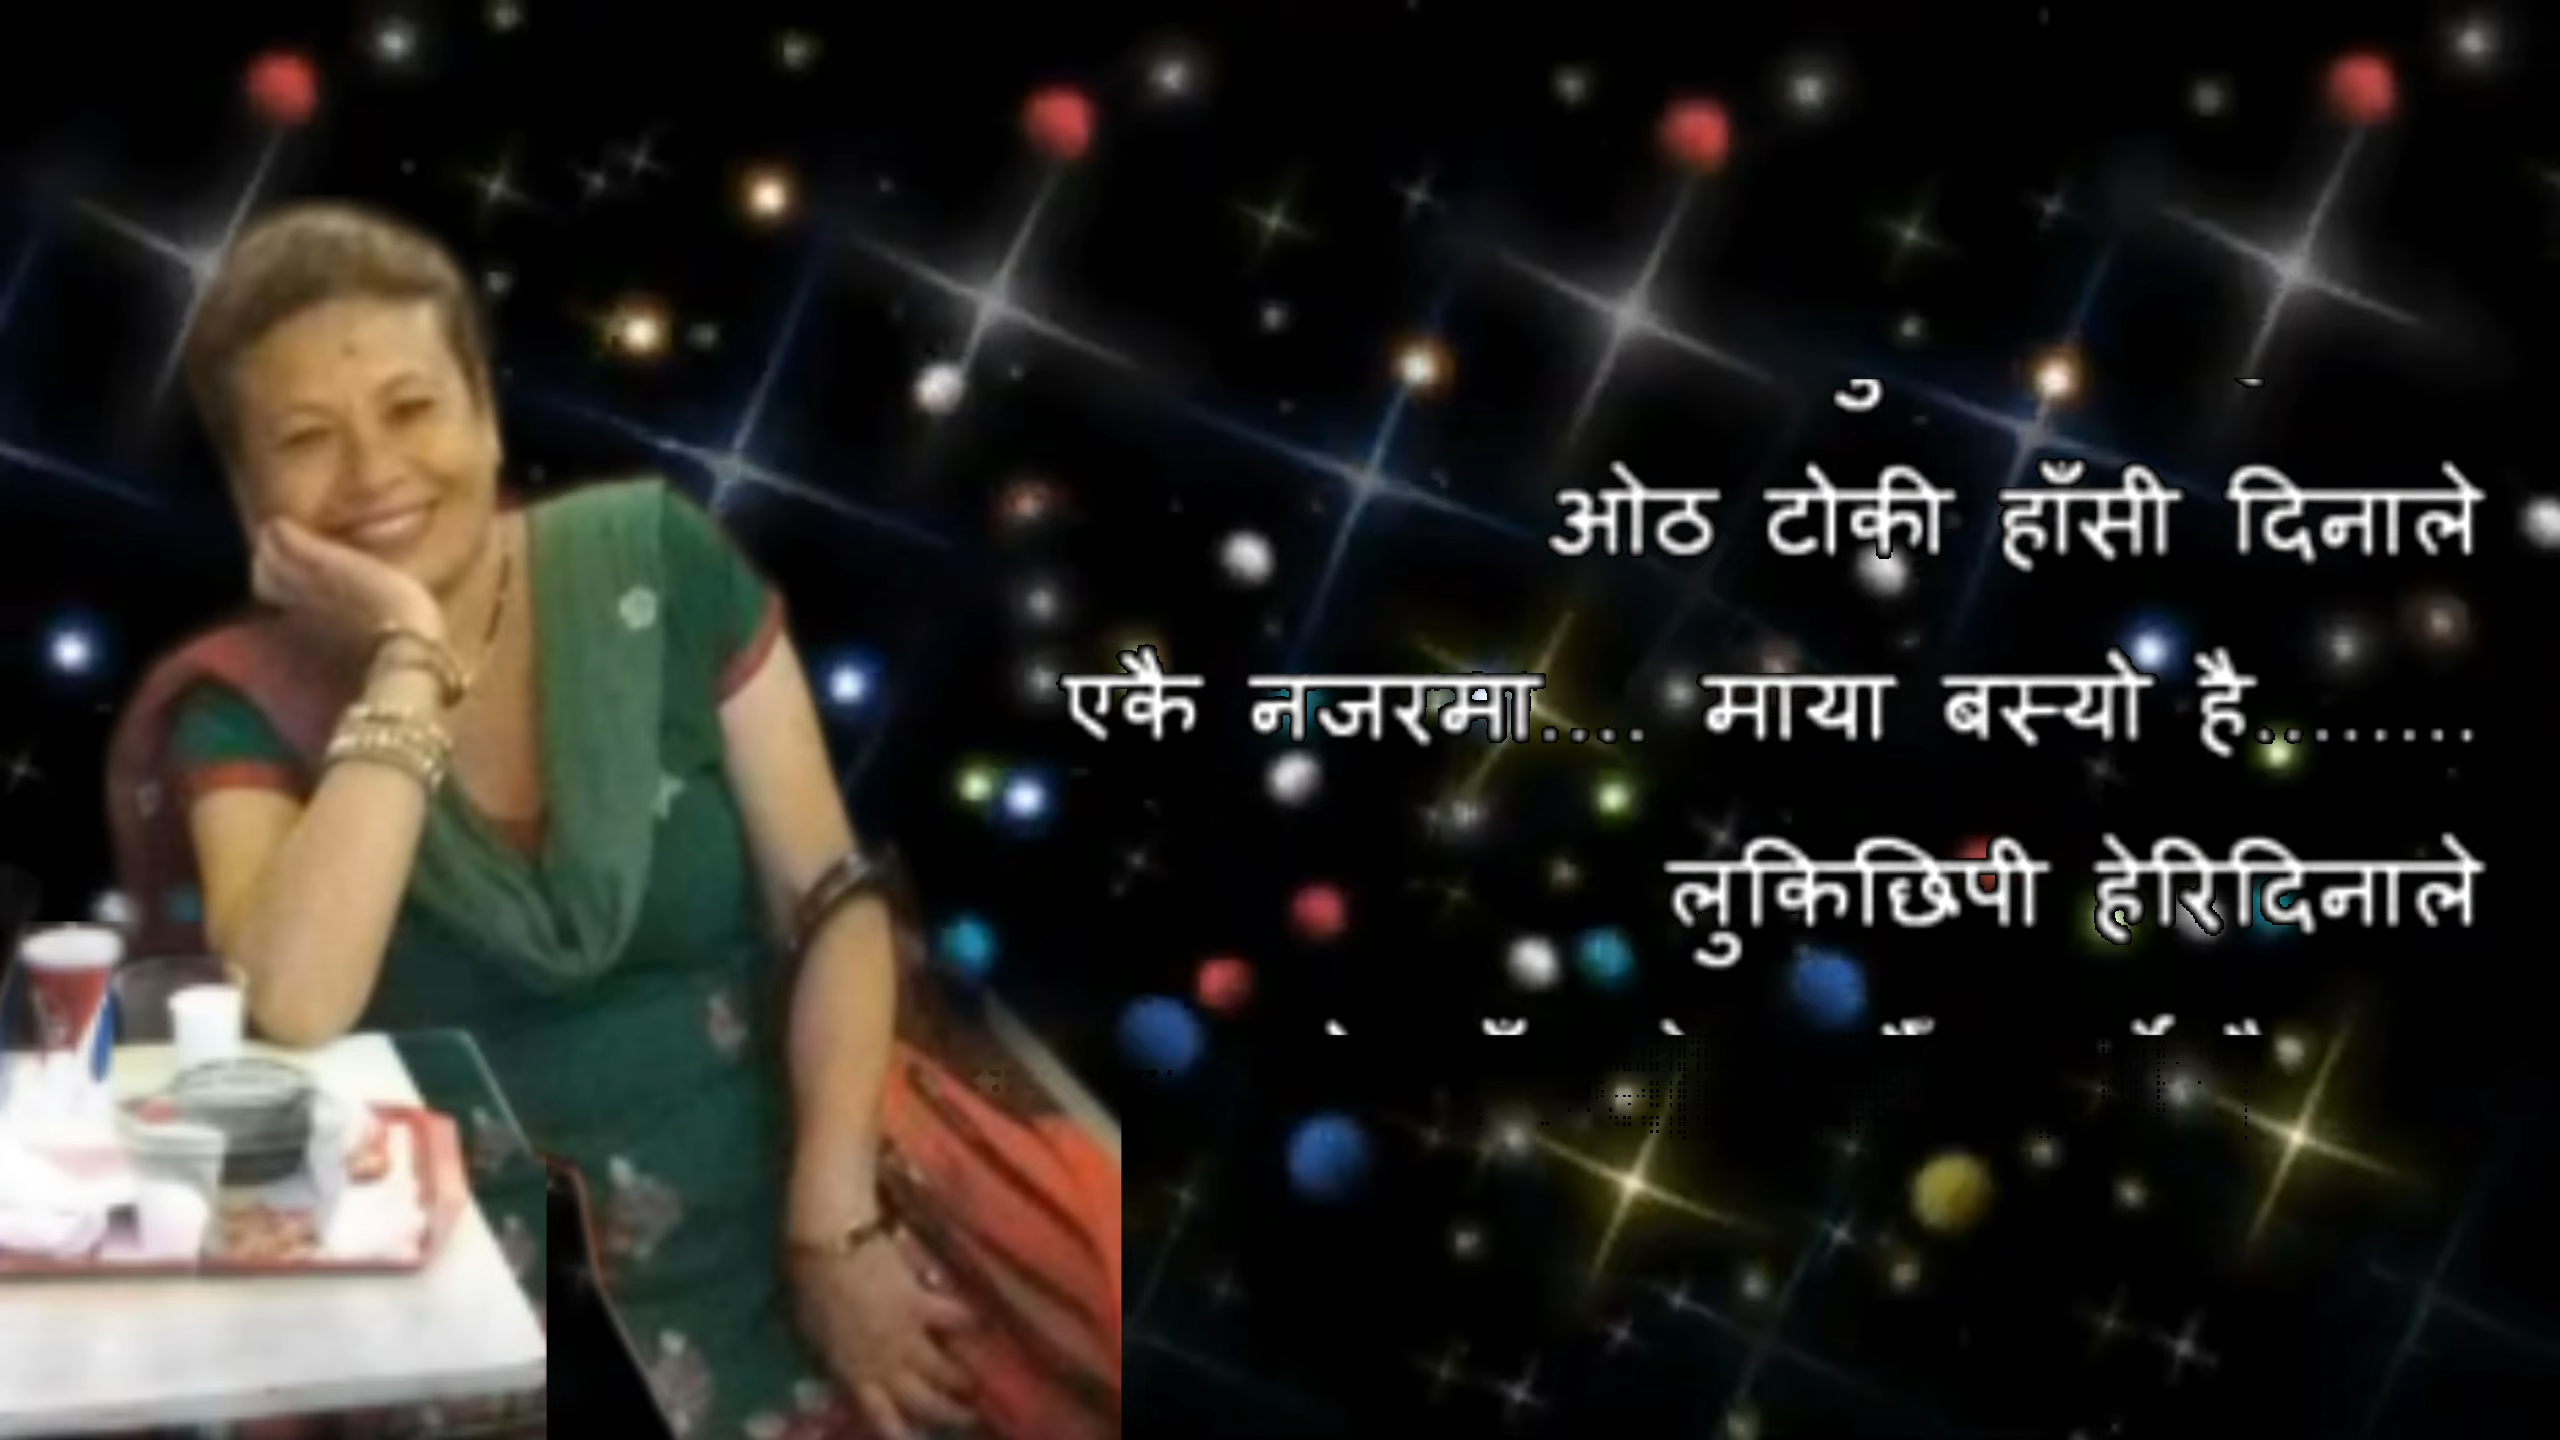 ओठ टोकी हाँसी दिनाले
एकै नजरमा.... माया बस्यो है........
लुकिछिपी हेरिदिनाले